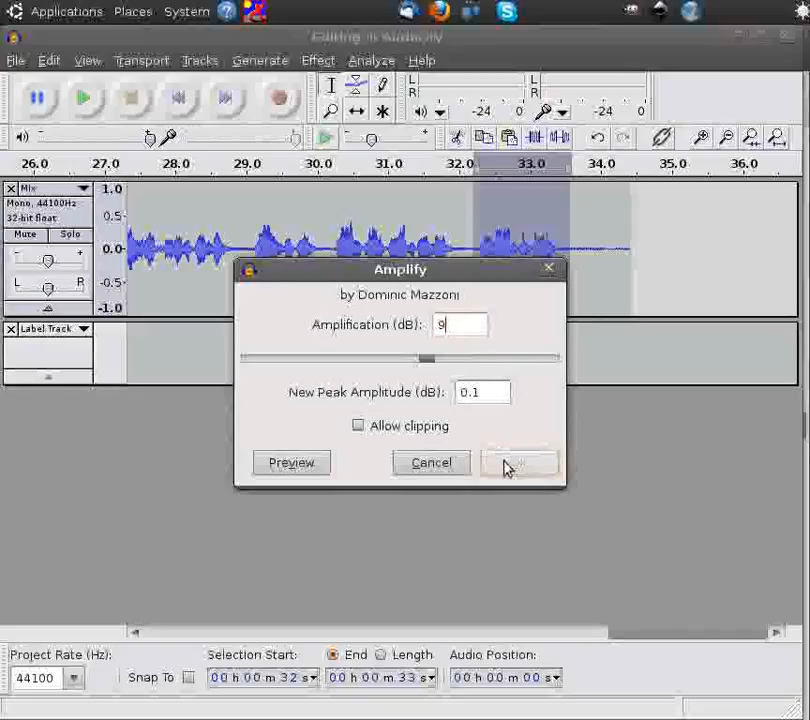 Applications Places System
Editing in Audacity
File Edit View Transport Tracks Generate Effect Analyze Help
L R -24 0 L R -24 0
26.0 27.0 28.0 29.0 30.0 31.0 32.0 33.0 34.0 35.0 36.0
Mix 1.0
Mono, 44100Hz
32-bit float 0.5
Mute Solo
- + 0.0
L R -0.5
-1.0
Label Track
Amplify
by Dominic Mazzoni
Amplification (dB): 9
New Peak Amplitude (dB): 0.1
Allow clipping
Preview Cancel
Project Rate (Hz): Selection Start: End Length Audio Position:
44100 Snap To 00 h 00 m 32 s 00 h 00 m 33 s 00 h 00 m 00 s